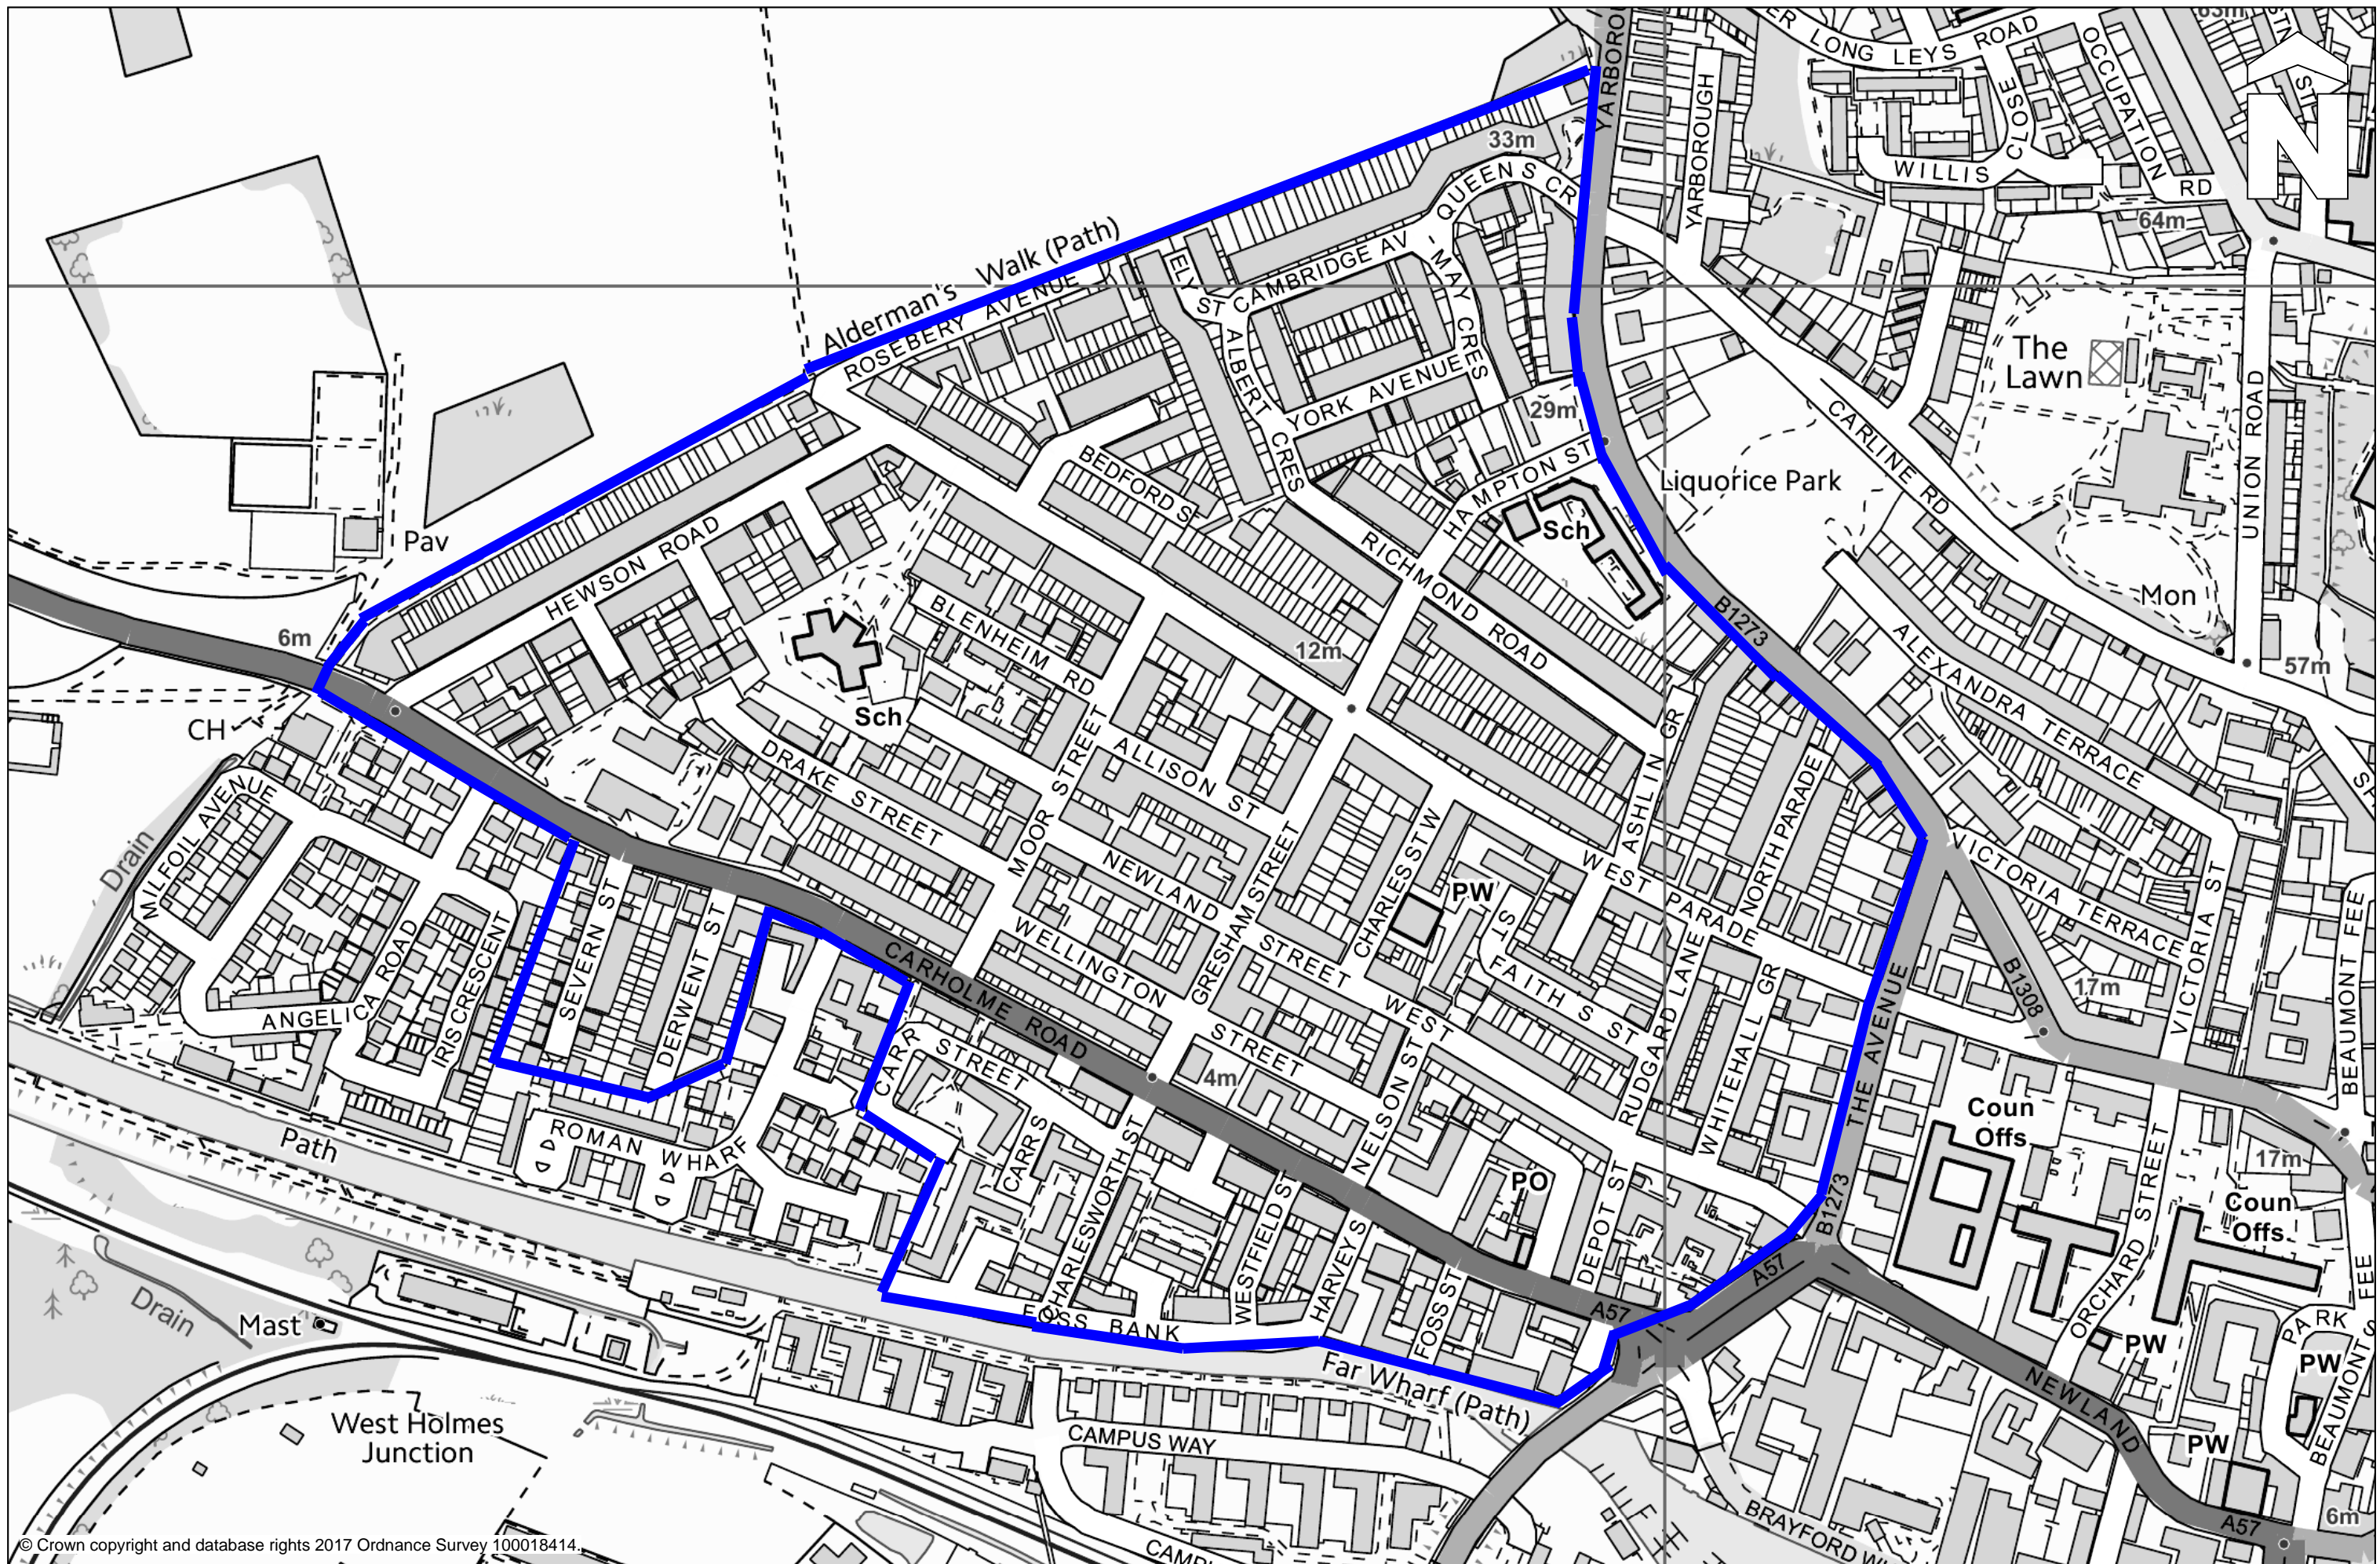 63m
YARBOROU
LONG LEYS ROAD
OCCUPATION
RD
N
YARBOROUGH
WILLIS
CLOSE
64m
33m
QUEEN S CR
Alderman's Walk (Path)
ROSEBERY AVENUE
ELY
ST
CAMBRIDGE AV
MAY CRES
ALBERT CRES
YORK AVENUE
29m
The
Lawn
UNION ROAD
CARLINE RD
Liquorice Park
BEDFORD S
HAMPTON ST
Sch
RICHMOND ROAD
Pav
HEWSON ROAD
6m
CH
Sch
BLENHEIM RD
12m
B1273
Mon
57m
ALEXANDRA TERRACE
DRAKE STREET
MOOR STREET
ALLISON ST
ASHLIN GR
NORTH PARADE
Drain
MILFOIL AVENUE
NEWLAND STREET WEST
GRESHAM STREET
CHARLES ST W
PW
WEST PARADE
VICTORIA TERRACE
VICTORIA ST
BEAUMONT FEE
ANGELICA ROAD
IRIS CRESCENT
SEVERN ST
DERWENT ST
CARHOLME ROAD
WELLINGTON STREET
FAITH S ST
RUDGARD LANE
WHITEHALL GR
THE AVENUE
B1308
17m
CARR STREET
4m
NELSON ST
Coun
Offs
17m
Path
ROMAN WHARF
CARRS
CHARLESWORTH ST
WESTFIELD ST
HARVEY S
PO
DEPOT ST
B1273
ORCHARD STREET
Coun
Offs
Drain
Mast
FOSS BANK
FOSS ST
A57
A57
PARK
PW
PW
BEAUMONT
FEE
Far Wharf (Path)
NEWLAND
West Holmes
Junction
CAMPUS WAY
PW
BRAYFORD W
A57
6m
© Crown copyright and database rights 2017 Ordnance Survey 100018414.